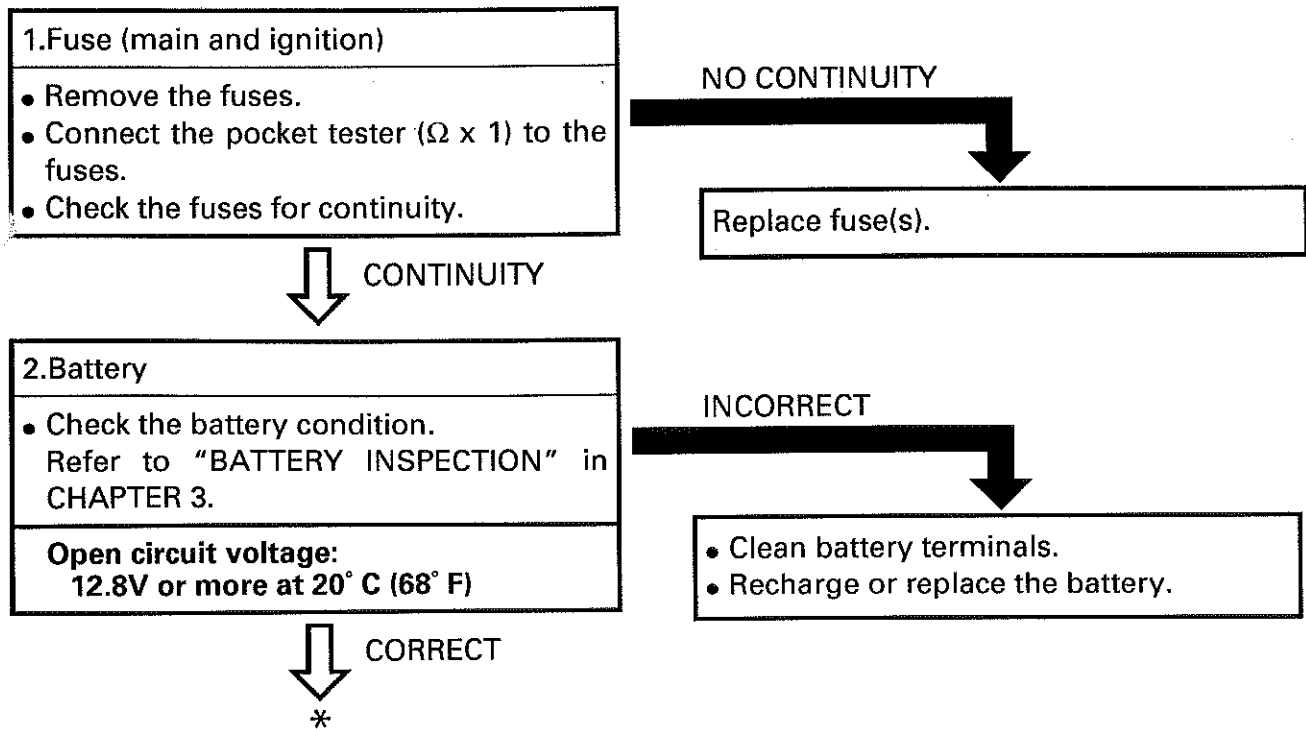 1.Fuse (main and ignition)
• Remove the fuses.
• Connect the pocket tester (Ω x 1) to the
fuses.
• Check the fuses for continuity.
NO CONTINUITY
Replace fuse(s).
CONTINUITY
2.Battery
• Check the battery condition.
Refer to “BATTERY INSPECTION” in
CHAPTER 3.
Open circuit voltage:
12.8V or more at 20° C (68° F)
INCORRECT
• Clean battery terminals.
• Recharge or replace the battery.
CORRECT
*